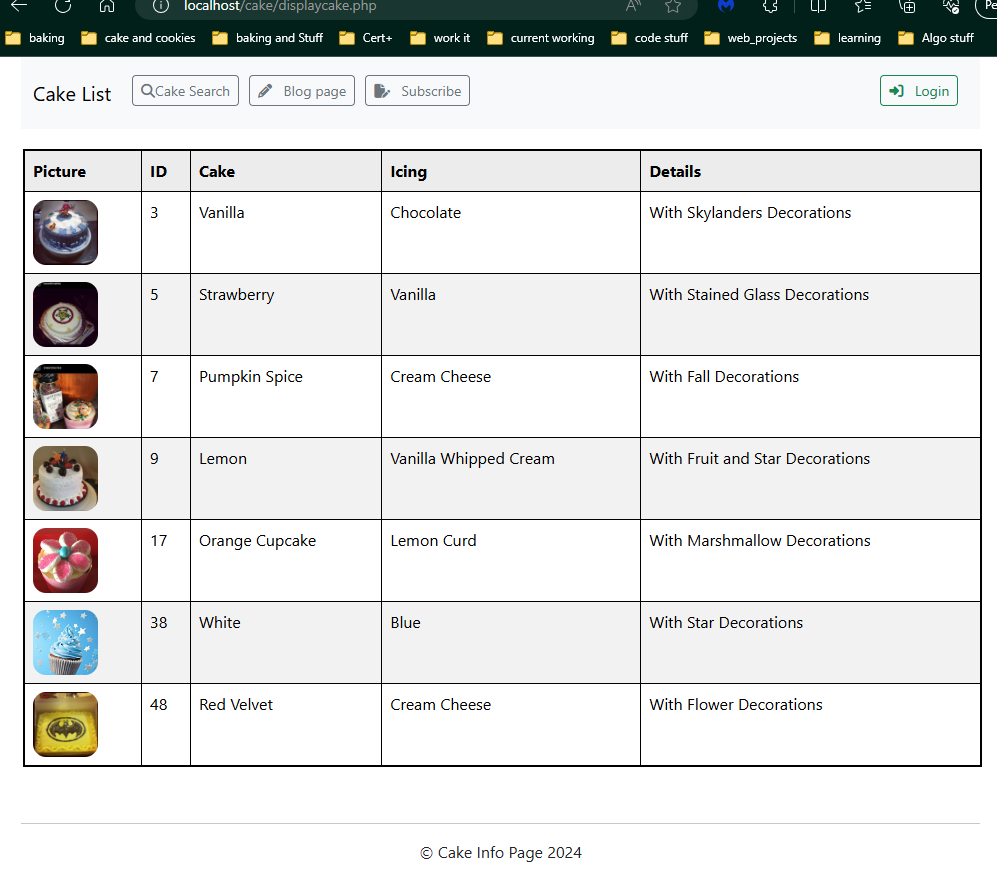 localhost/cake/displaycake.php
baking cake and cookies baking and Stuff Cert+ work it current working code stuff web_projects learning Algo stuff
Cake List Cake Search Blog page Subscribe Login
Picture ID Cake Icing Details
3 Vanilla Chocolate With Skylanders Decorations
5 Strawberry Vanilla With Stained Glass Decorations
7 Pumpkin Spice Cream Cheese With Fall Decorations
9 Lemon Vanilla Whipped Cream With Fruit and Star Decorations
17 Orange Cupcake Lemon Curd With Marshmallow Decorations
38 White Blue With Star Decorations
48 Red Velvet Cream Cheese With Flower Decorations
© Cake Info Page 2024